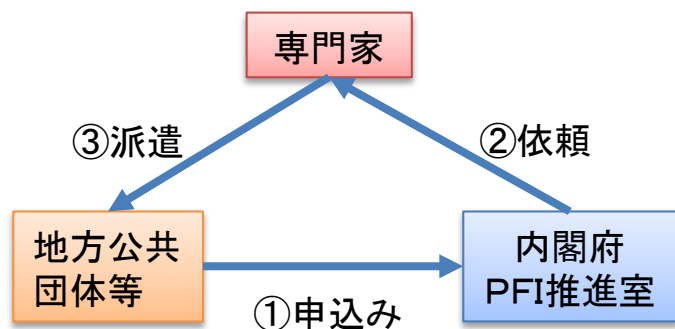 専門家
③派遣
②依頼
地方公共
団体等
内閣府
PFI推進室
①申込み